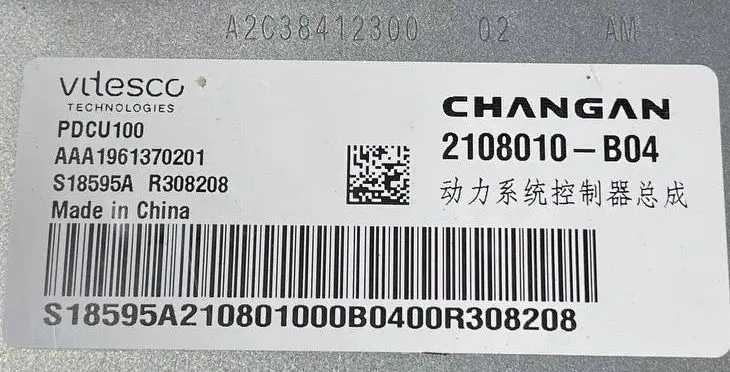 A2C38412300 02 AM
vitesco
TECHNOLOGIES
PDCU100
AAA1961370201
S18595A R308208
Made in China
CHANGAN
2108010-B04
动力系统控制器总成
S18595A210801000B0400R308208